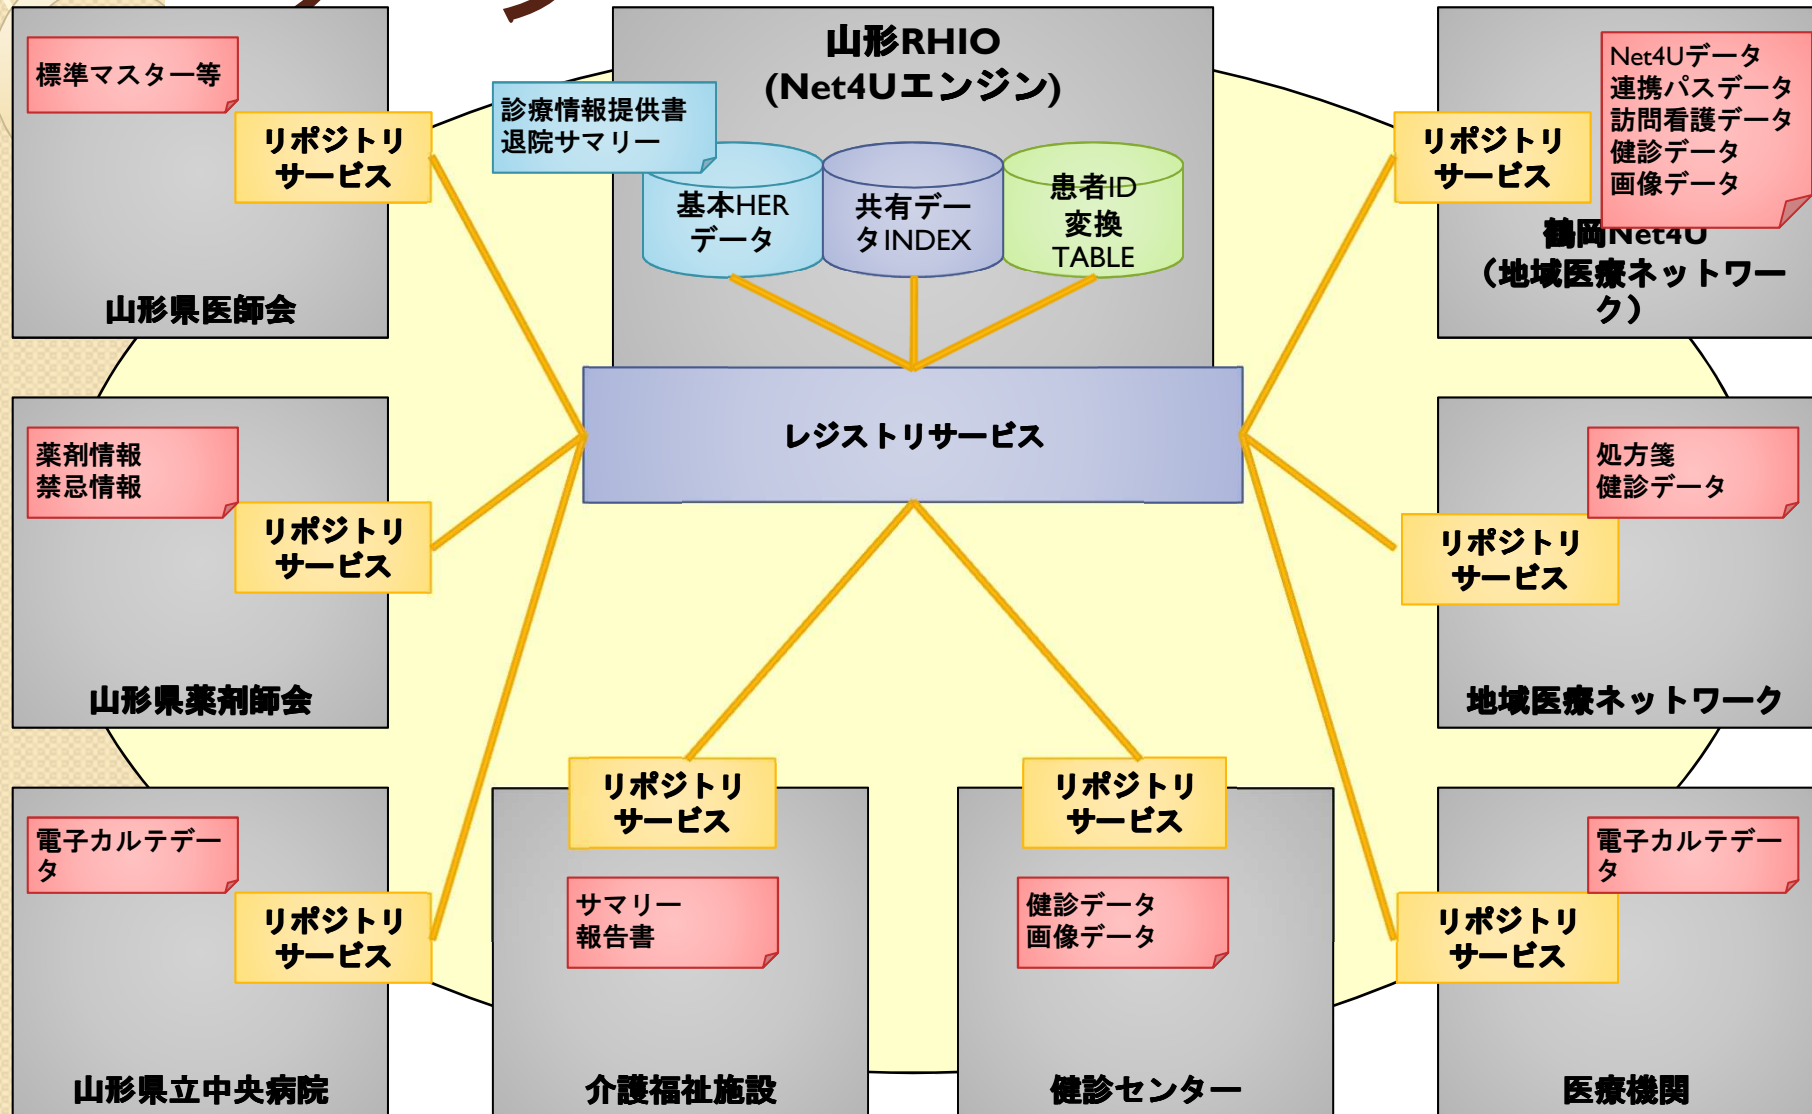 標準マスター等
リポジトリ
サービス
山形県医師会
山形RHIO
(Net4Uエンジン)
診療情報提供書
退院サマリー
基本HER
データ
共有デー
タINDEX
患者ID
変換
TABLE
Net4Uデータ
連携パスデータ
訪問看護データ
健診データ
画像データ
リポジトリ
サービス
鶴岡Net4U
（地域医療ネットワー
ク）
レジストリサービス
薬剤情報
禁忌情報
リポジトリ
サービス
山形県薬剤師会
処方箋
健診データ
リポジトリ
サービス
地域医療ネットワーク
電子カルテデー
タ
リポジトリ
サービス
山形県立中央病院
リポジトリ
サービス
サマリー
報告書
介護福祉施設
リポジトリ
サービス
健診データ
画像データ
健診センター
電子カルテデー
タ
リポジトリ
サービス
医療機関